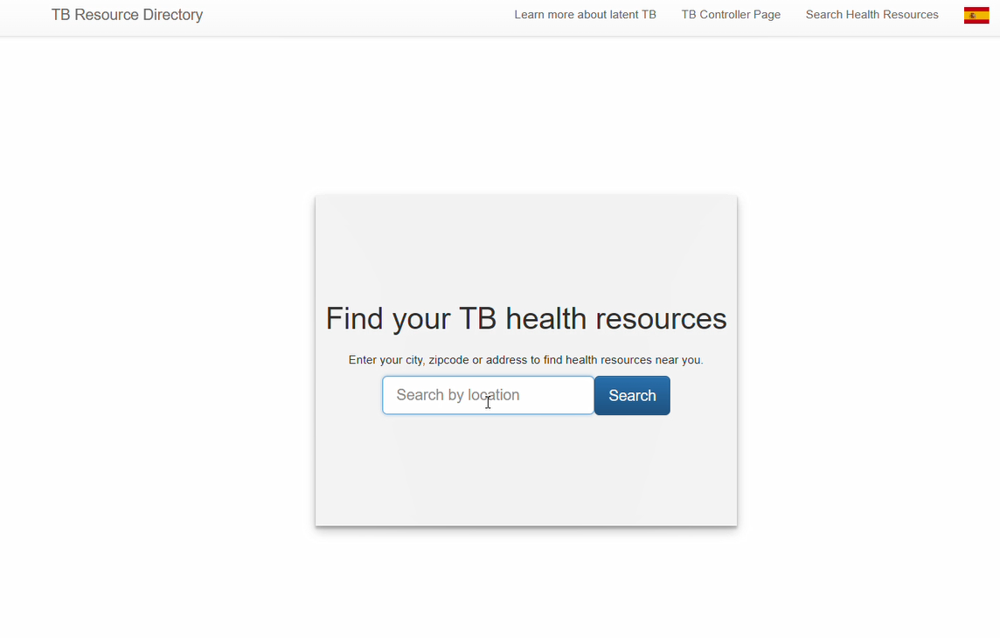 TB Resource Directory
Learn more about latent TB
TB Controller Page
Search Health Resources
Find your TB health resources
Enter your city, zipcode or address to find health resources near you.
Search by location
Search